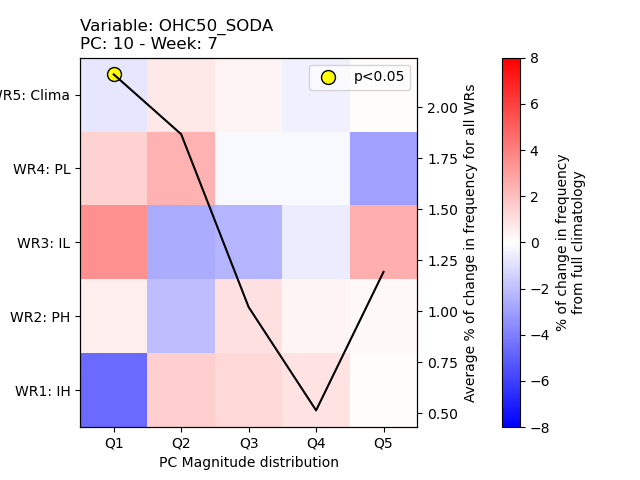 Variable: OHC50_SODA
PC: 10 - Week: 7
p<0.05
WR5: Clima
WR4: PL
WR3: IL
WR2: PH
WR1: IH
Q1 Q2 Q3 Q4 Q5
PC Magnitude distribution
2.00
1.75
1.50
1.25
1.00
0.75
0.50
Average % of change in frequency for all WRs
8
6
4
2
0
−2
−4
−6
−8
% of change in frequency
from full climatology